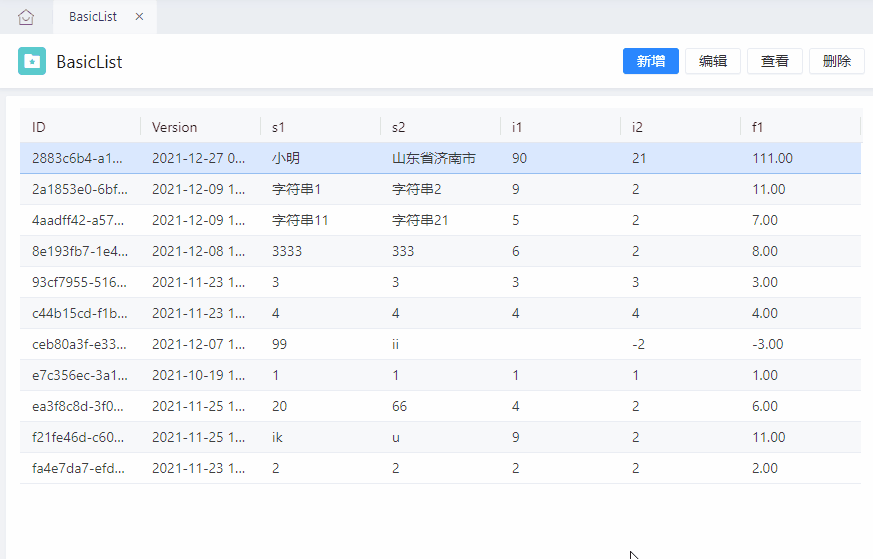 BasicList ×
BasicList 新增 编辑 查看 删除
ID Version s1 s2 i1 i2 f1
2883c6b4-a1... 2021-12-27 0... 小明 山东省济南市 90 21 111.00
2a1853e0-6bf... 2021-12-09 1... 字符串1 字符串2 9 2 11.00
4aadff42-a57... 2021-12-09 1... 字符串11 字符串21 5 2 7.00
8e193fb7-1e4... 2021-12-08 1... 3333 333 6 2 8.00
93cf7955-516... 2021-11-23 1... 3 3 3 3 3.00
c44b15cd-f1b... 2021-11-23 1... 4 4 4 4 4.00
ceb80a3f-e33... 2021-12-07 1... 99 ii -2 -3.00
e7c356ec-3a1... 2021-10-19 1... 1 1 1 1 1.00
ea3f8c8d-3f0... 2021-11-25 1... 20 66 4 2 6.00
f21fe46d-c60... 2021-11-25 1... ik u 9 2 11.00
fa4e7da7-efd... 2021-11-23 1... 2 2 2 2 2.00